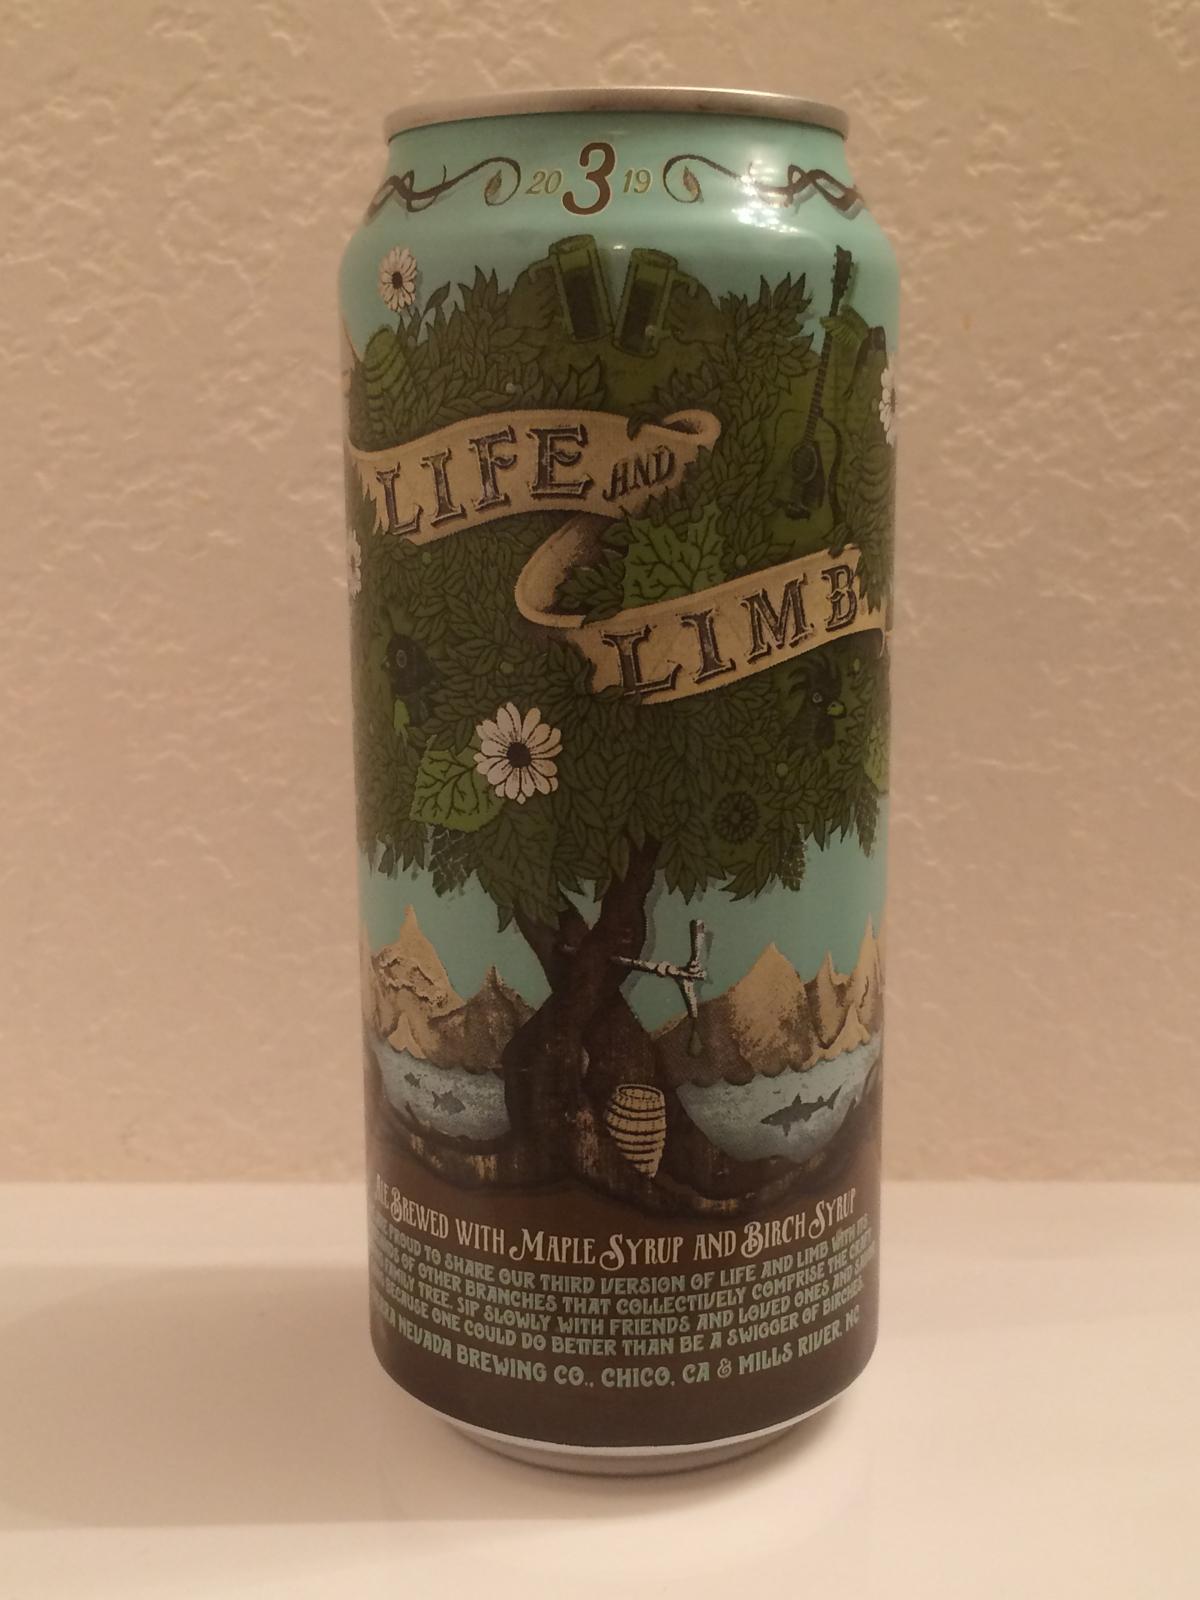 20 3 19
LIFE AND
LIMB
ALE BREWED WITH MAPLE SYRUP AND BIRCH SYRUP
PROUD TO SHARE OUR THIRD VERSION OF LIFE AND LIMB WITH ITS
OF OTHER BRANCHES THAT COLLECTIVELY COMPRISE THE CRAFT
FAMILY TREE. SIP SLOWLY WITH FRIENDS AND LOVED ONES AND
BECAUSE ONE COULD DO BETTER THAN BE A SWIGGER OF BIRCHES.
NEVADA BREWING CO., CHICO, CA & MILLS RIVER, NC